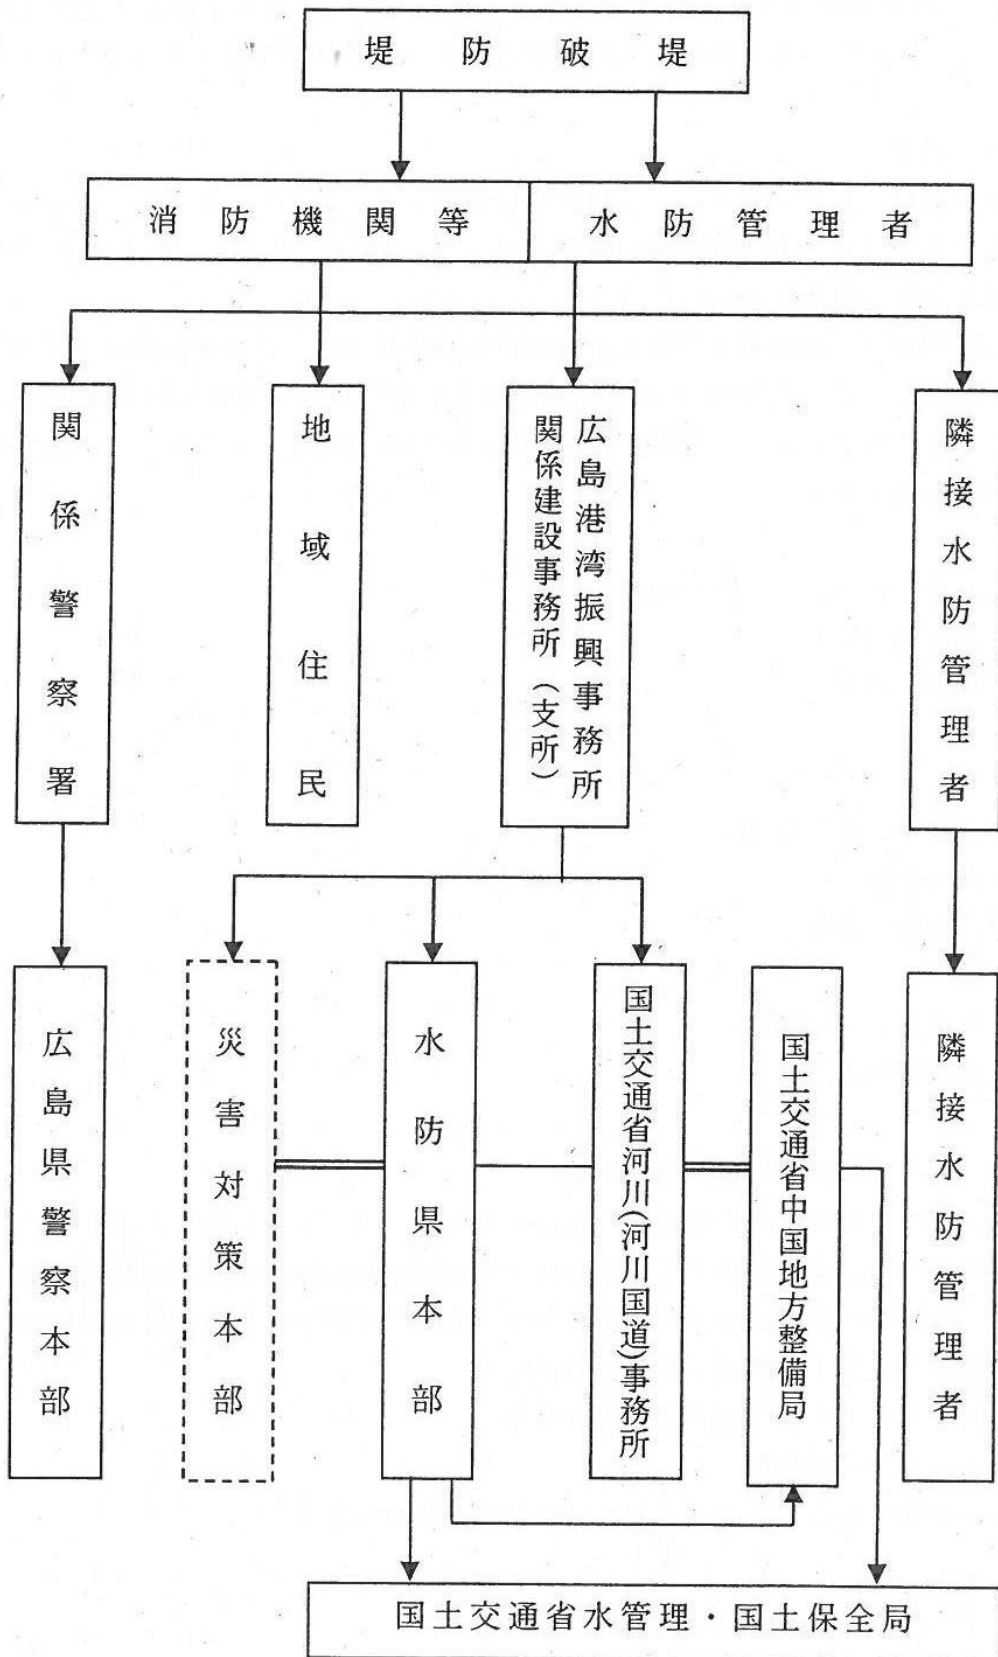 堤防破堤
消防機関等
水防管理者
関係警察署
地域住民
広島港湾振興事務所
関係建設事務所（支所）
隣接水防管理者
広島県警察本部
災害対策本部
水防県本部
国土交通省河川(河川国道)事務所
国土交通省中国地方整備局
隣接水防管理者
国土交通省水管理・国土保全局